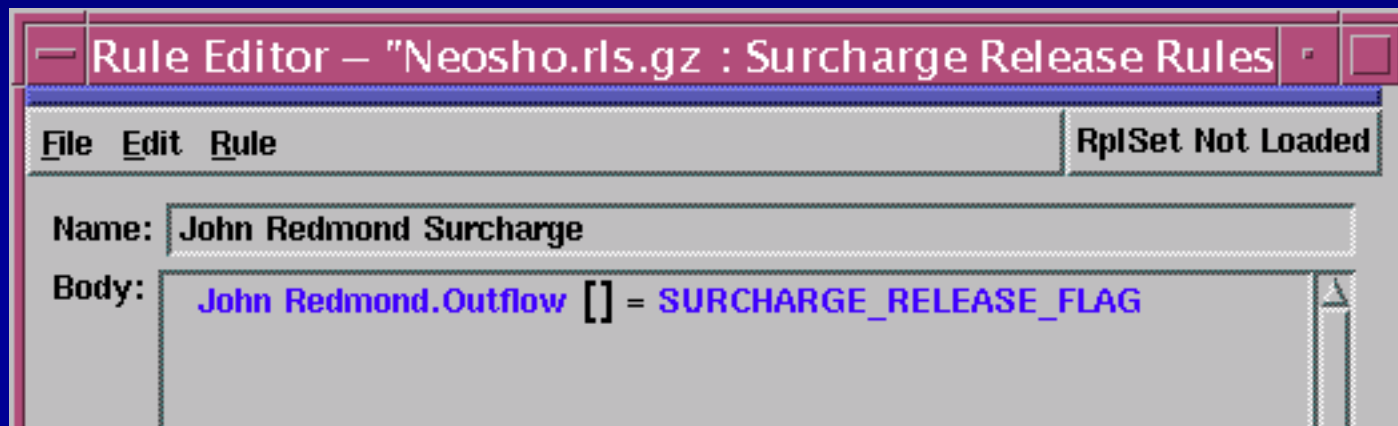 Rule Editor – "Neosho.rls.gz : Surcharge Release Rules
File Edit Rule RplSet Not Loaded
Name: John Redmond Surcharge
Body: John Redmond.Outflow [] = SURCHARGE_RELEASE_FLAG